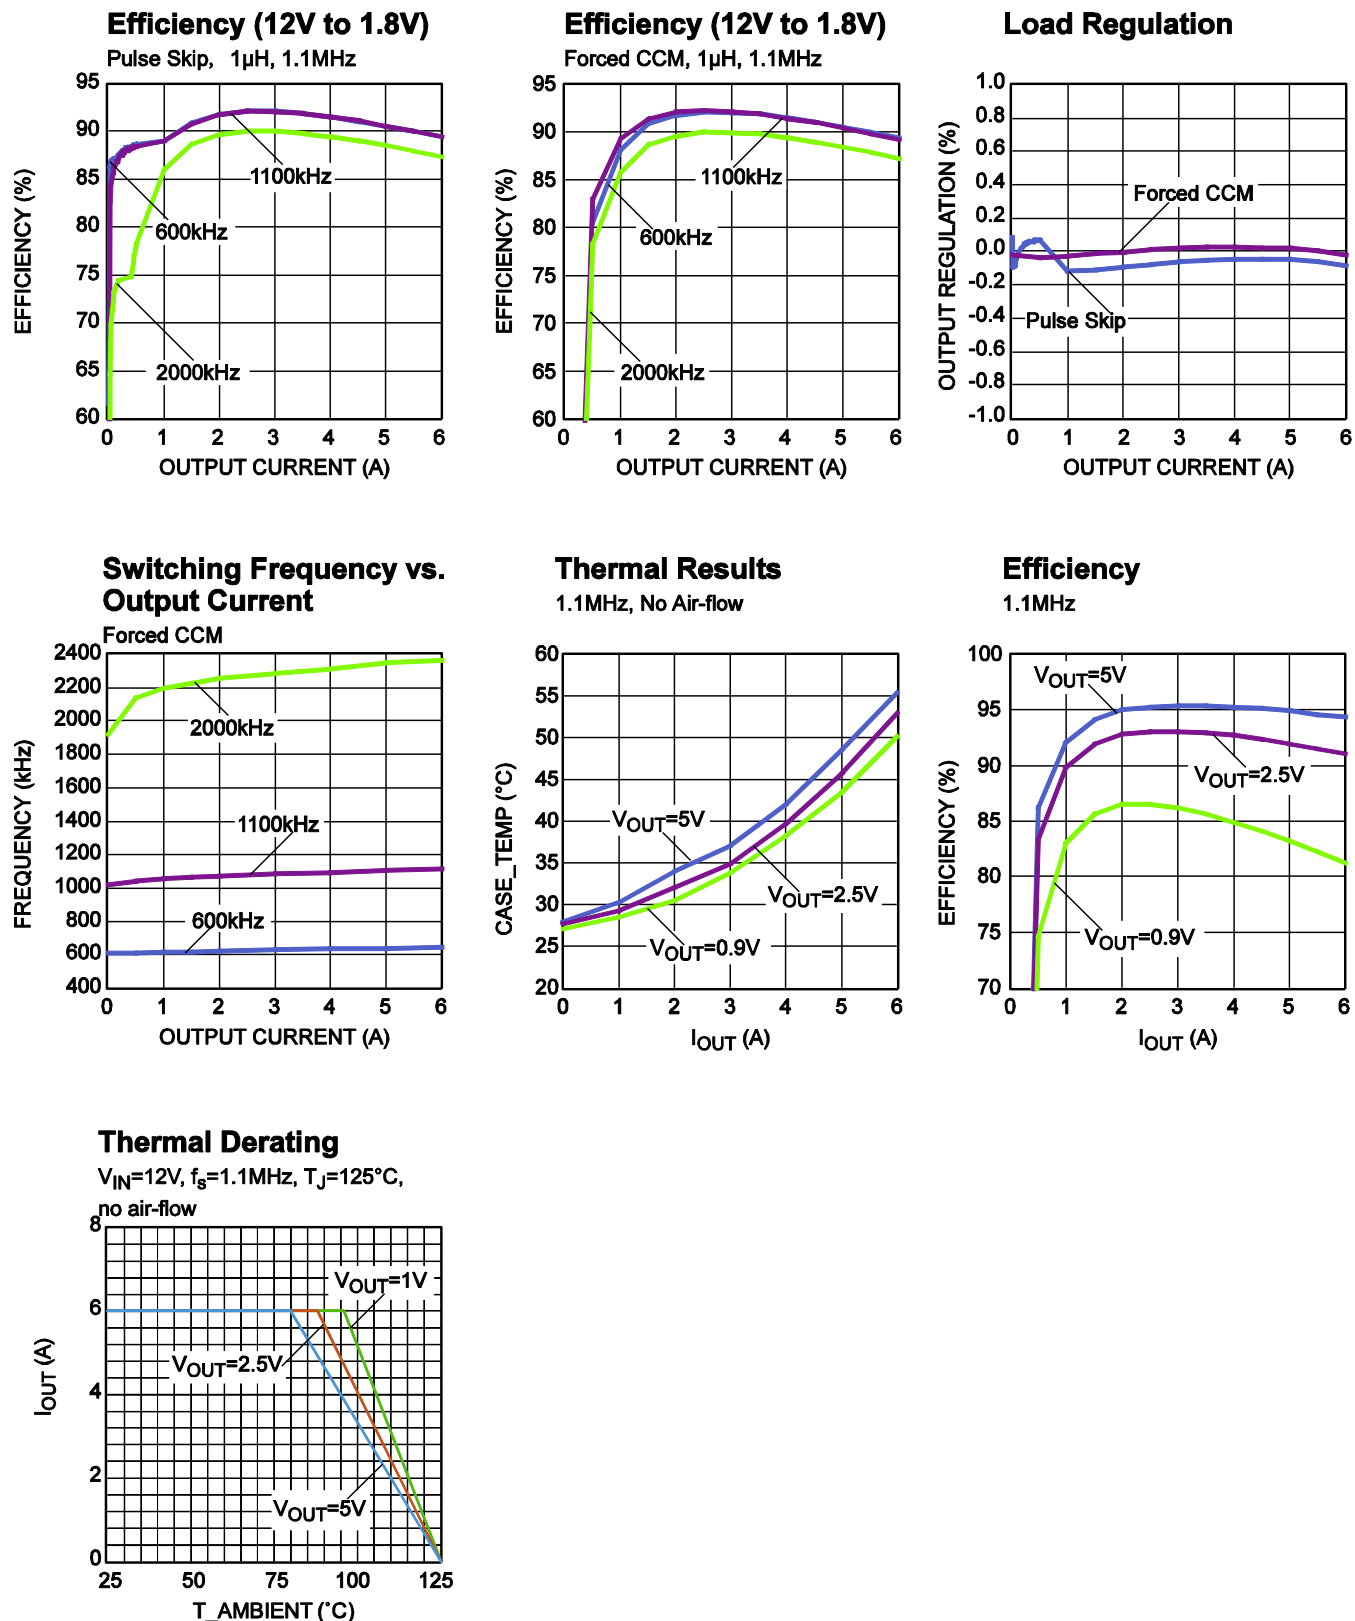 Efficiency (12V to 1.8V)
Pulse Skip, 1µH, 1.1MHz
95
90
85
80
75
70
65
60
EFFICIENCY (%)
1100kHz
600kHz
2000kHz
0 1 2 3 4 5 6
OUTPUT CURRENT (A)
Efficiency (12V to 1.8V)
Forced CCM, 1µH, 1.1MHz
95
90
85
80
75
70
65
60
EFFICIENCY (%)
1100kHz
600kHz
2000kHz
0 1 2 3 4 5 6
OUTPUT CURRENT (A)
Load Regulation
1.0
0.8
0.6
0.4
0.2
0.0
-0.2
-0.4
-0.6
-0.8
-1.0
OUTPUT REGULATION (%)
Forced CCM
Pulse Skip
0 1 2 3 4 5 6
OUTPUT CURRENT (A)
Switching Frequency vs.
Output Current
Forced CCM
2400
2200
2000
1800
1600
1400
1200
1000
800
600
400
FREQUENCY (kHz)
2000kHz
1100kHz
600kHz
0 1 2 3 4 5 6
OUTPUT CURRENT (A)
Thermal Results
1.1MHz, No Air-flow
60
55
50
45
40
35
30
25
20
CASE_TEMP (°C)
VOUT=5V
VOUT=2.5V
VOUT=0.9V
0 1 2 3 4 5 6
IOUT (A)
Efficiency
1.1MHz
100
95
90
85
80
75
70
EFFICIENCY (%)
VOUT=5V
VOUT=2.5V
VOUT=0.9V
0 1 2 3 4 5 6
IOUT (A)
Thermal Derating
VIN=12V, fs=1.1MHz, TJ=125°C,
no air-flow
8
6
4
2
0
IOUT (A)
VOUT=1V
VOUT=2.5V
VOUT=5V
25 50 75 100 125
T_AMBIENT (°C)